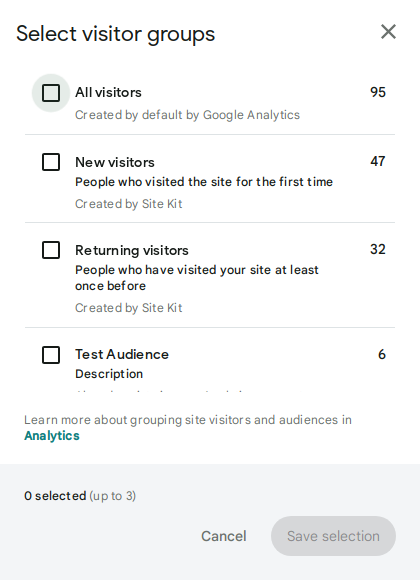 Select visitor groups
All visitors 95
Created by default by Google Analytics
New visitors 47
People who visited the site for the first time
Created by Site Kit
Returning visitors 32
People who have visited your site at least
once before
Created by Site Kit
Test Audience 6
Description
Learn more about grouping site visitors and audiences in
Analytics
0 selected (up to 3)
Cancel Save selection